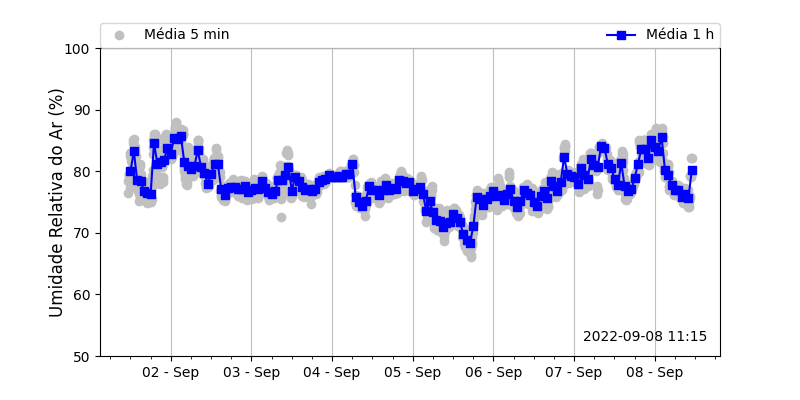 Média 5 min
Média 1 h
Umidade Relativa do Ar (%)
100
90
80
70
60
50
2022-09-08 11:15
02 - Sep
03 - Sep
04 - Sep
05 - Sep
06 - Sep
07 - Sep
08 - Sep